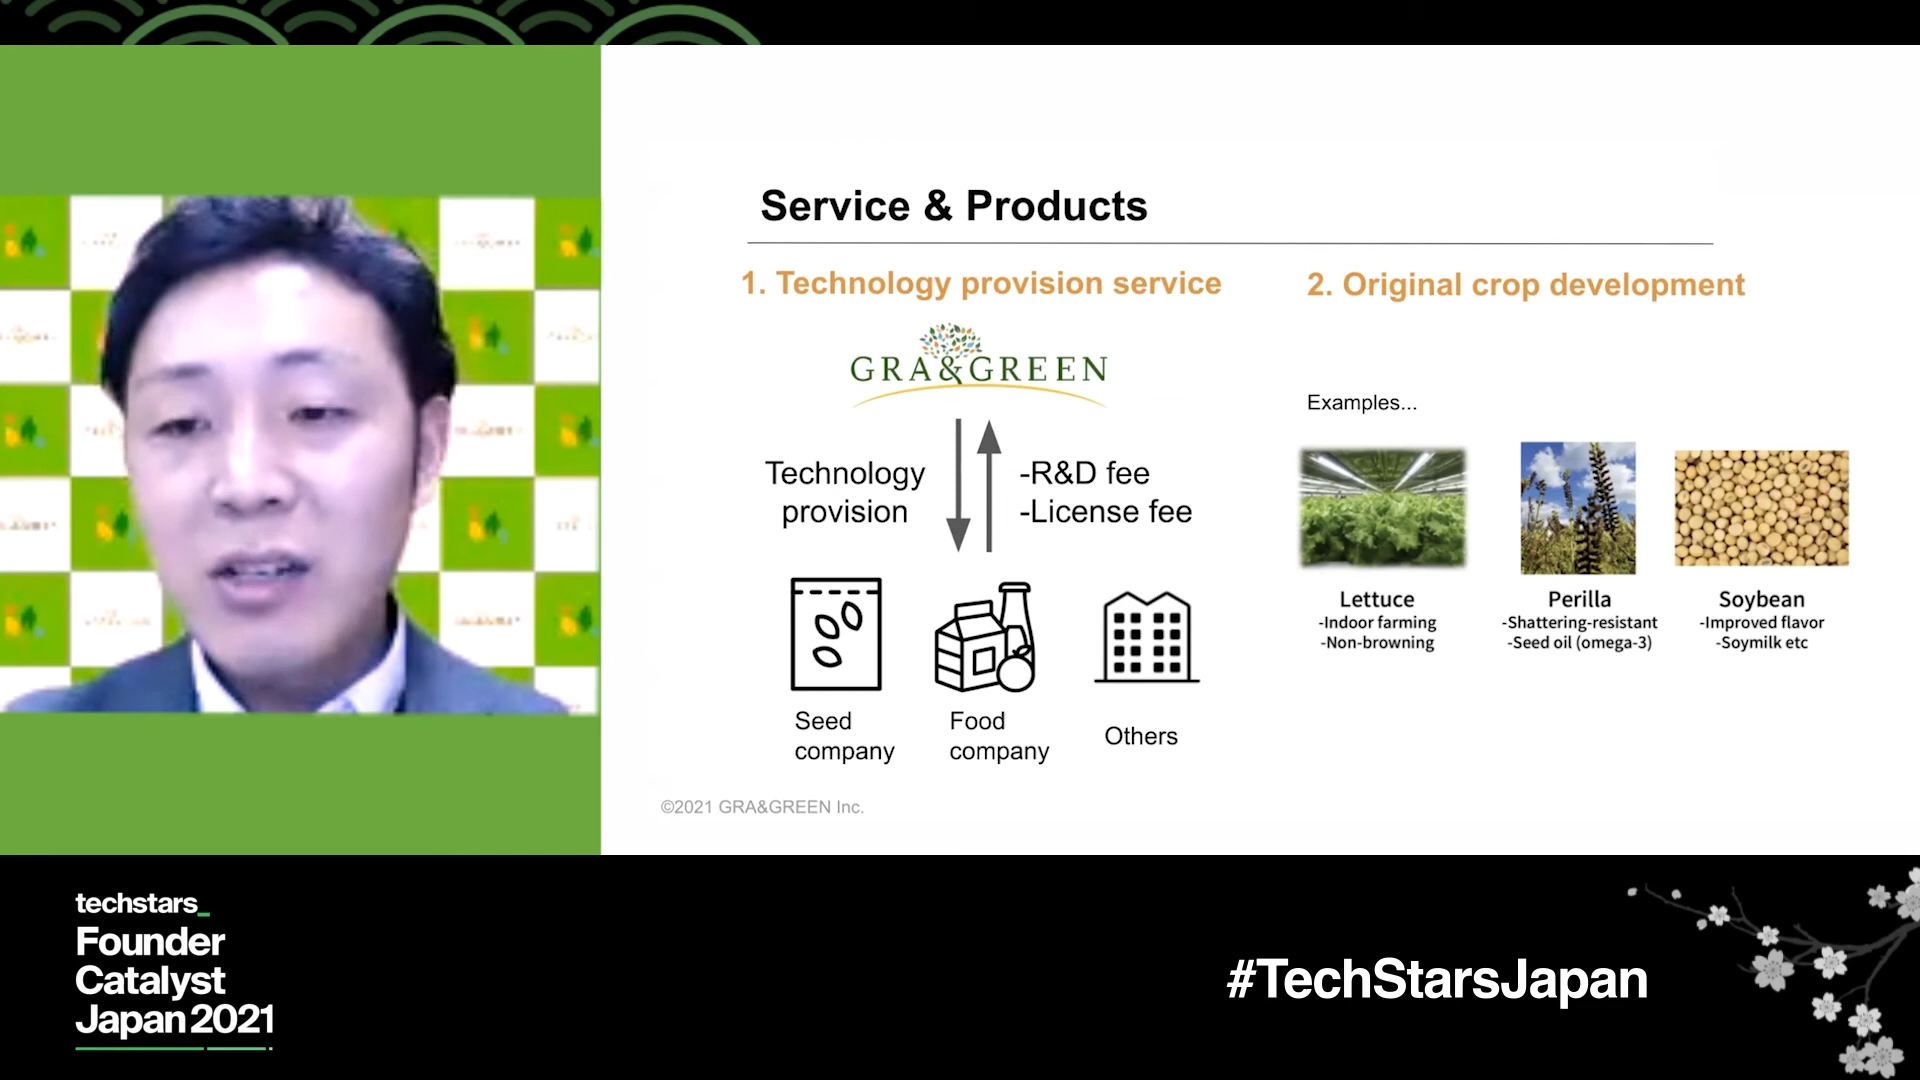 Service & Products
1. Technology provision service
GRA&GREEN
Technology
provision
-R&D fee
-License fee
Seed
company
Food
company
Others
2. Original crop development
Examples...
Lettuce
-Indoor farming
-Non-browning
Perilla
-Shattering-resistant
-Seed oil (omega-3)
Soybean
-Improved flavor
-Soymilk etc
©2021 GRA&GREEN Inc.
techstars_
Founder
Catalyst
Japan 2021
#TechStarsJapan